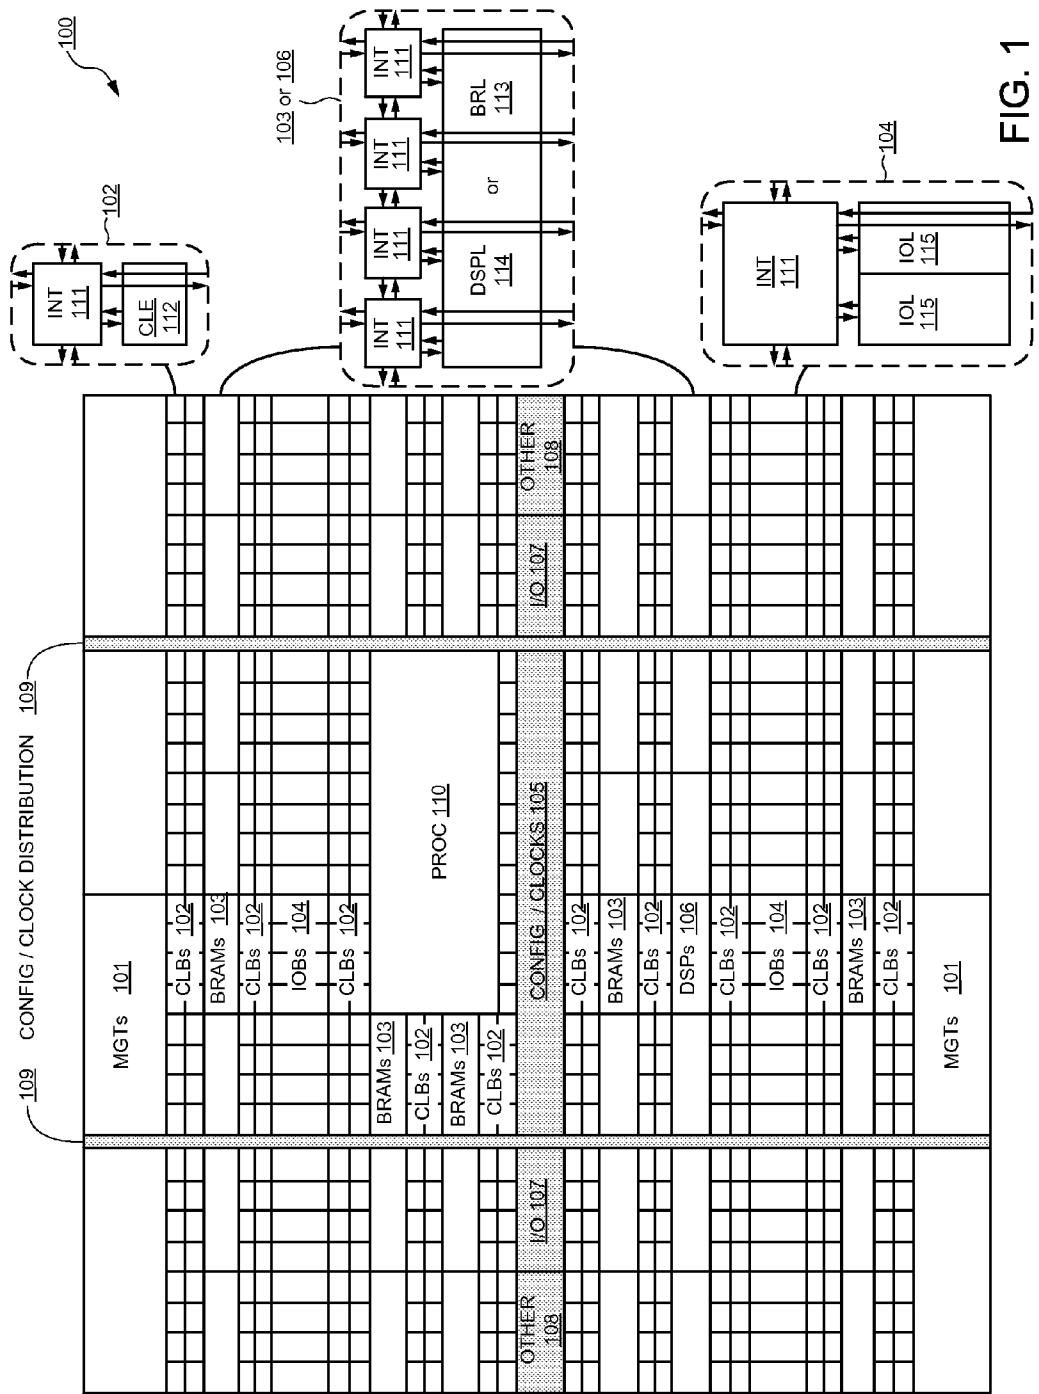 100
CONFIG / CLOCK DISTRIBUTION
109
109
MGTs 101
CLBs 102
BRAMs 103
CLBs 102
IOBs 104
CLBs 102
BRAMs 103
CLBs 102
BRAMs 103
CLBs 102
PROC 110
OTHER 108
I/O 107
CONFIG / CLOCKS 105
I/O 107
OTHER 108
CLBs 102
BRAMs 103
CLBs 102
DSPs 106
CLBs 102
IOBs 104
CLBs 102
BRAMs 103
CLBs 102
MGTs 101
102
INT 111
CLE 112
103 or 106
INT 111
INT 111
INT 111
INT 111
DSPL 114
or
BRL 113
104
INT 111
IOL 115
IOL 115
FIG. 1